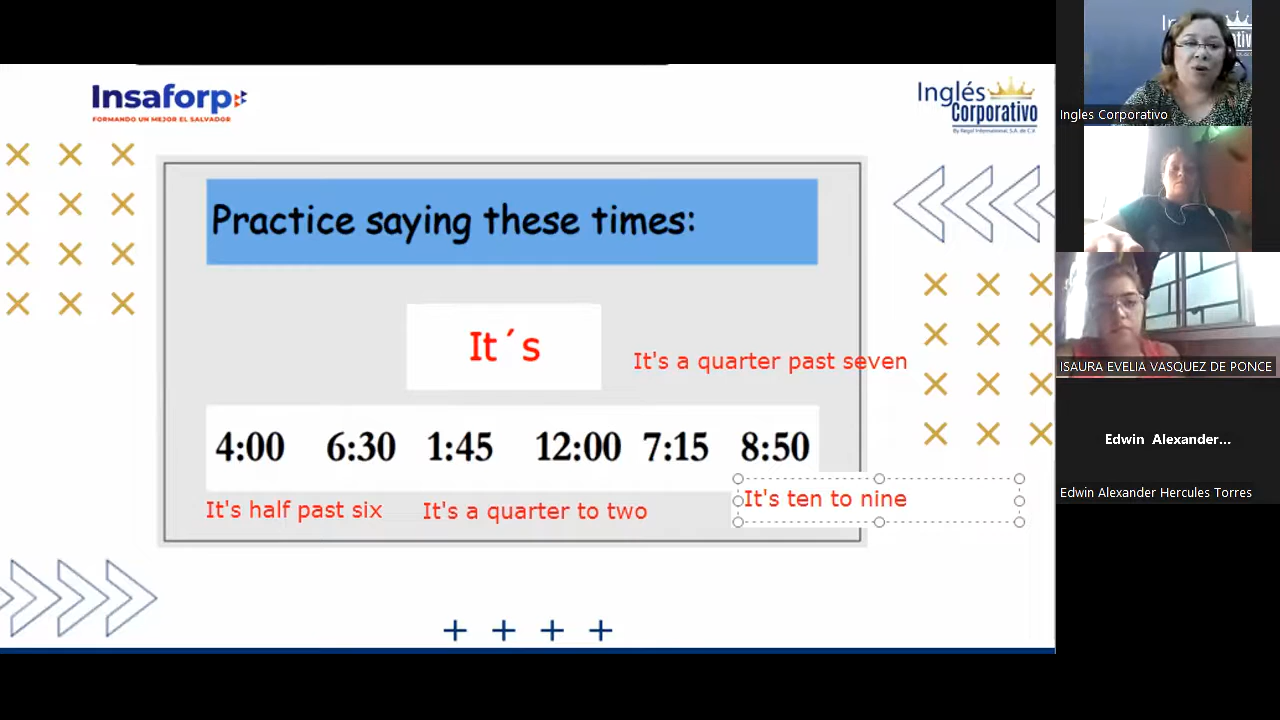 Insaforp
FORMANDO UN MEJOR EL SALVADOR
Inglés
Corporativo
By Regal International, S.A. de C.V.
Practice saying these times:
It´s
It's a quarter past seven
4:00 6:30 1:45 12:00 7:15 8:50
It's half past six
It's a quarter to two
It's ten to nine
Ingles Corporativo
ISAURA EVELIA VASQUEZ DE PONCE
Edwin Alexander...
Edwin Alexander Hercules Torres